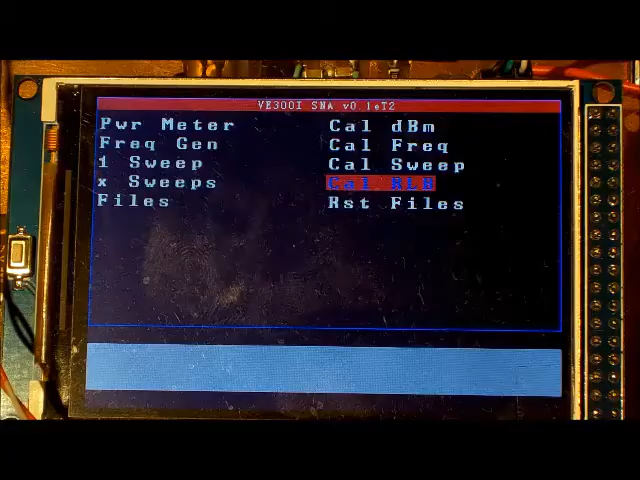 VE3OOI SNA v0.1eT2
Pwr Meter
Freq Gen
1 Sweep
x Sweeps
Files
Cal dBm
Cal Freq
Cal Sweep
Cal RLB
Rst Files